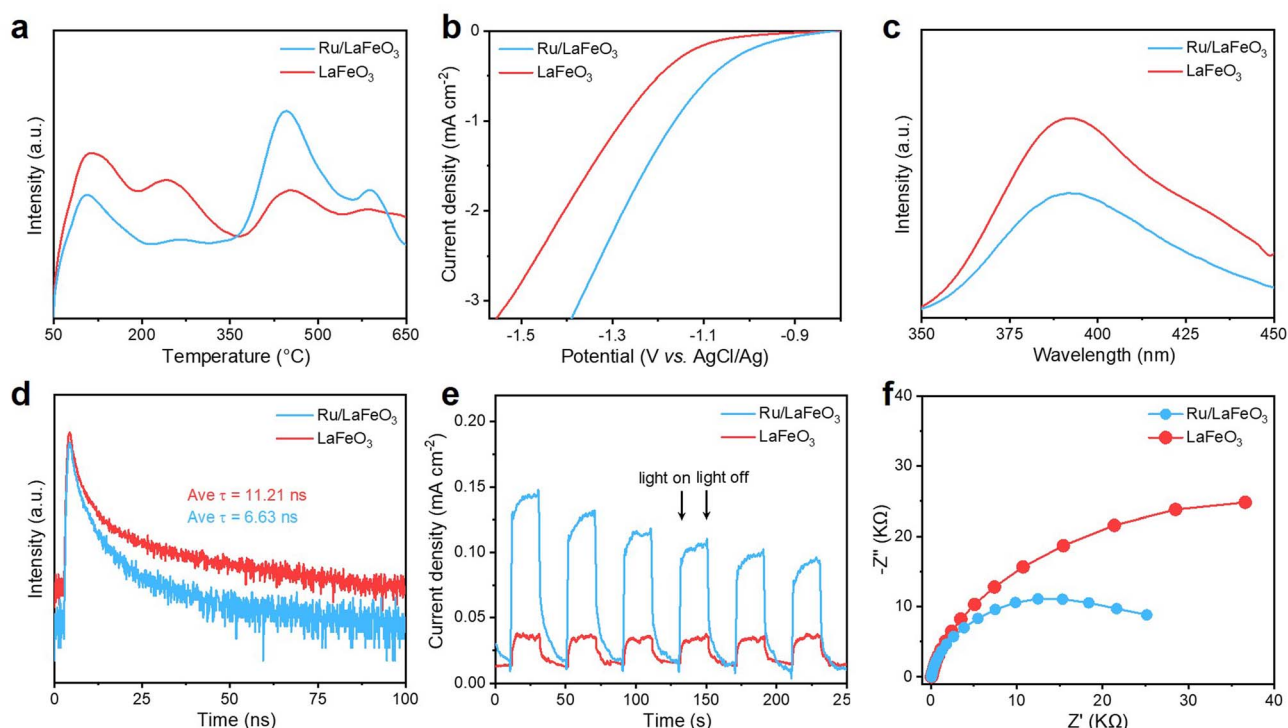 a
Ru/LaFeO₃
LaFeO₃
Intensity (a.u.)
50 200 350 500 650
Temperature (°C)
b
Ru/LaFeO₃
LaFeO₃
Current density (mA cm⁻²)
0
-1
-2
-3
-1.5 -1.3 -1.1 -0.9
Potential (V vs. AgCl/Ag)
c
Ru/LaFeO₃
LaFeO₃
Intensity (a.u.)
350 375 400 425 450
Wavelength (nm)
d
Ru/LaFeO₃
LaFeO₃
Ave τ = 11.21 ns
Ave τ = 6.63 ns
Intensity (a.u.)
0 25 50 75 100
Time (ns)
e
Ru/LaFeO₃
LaFeO₃
light on light off
Current density (mA cm⁻²)
0.20
0.15
0.10
0.05
0.00
0 50 100 150 200 25
Time (s)
f
Ru/LaFeO₃
LaFeO₃
-Z'' (KΩ)
40
30
20
10
0
0 10 20 30 40
Z' (KΩ)